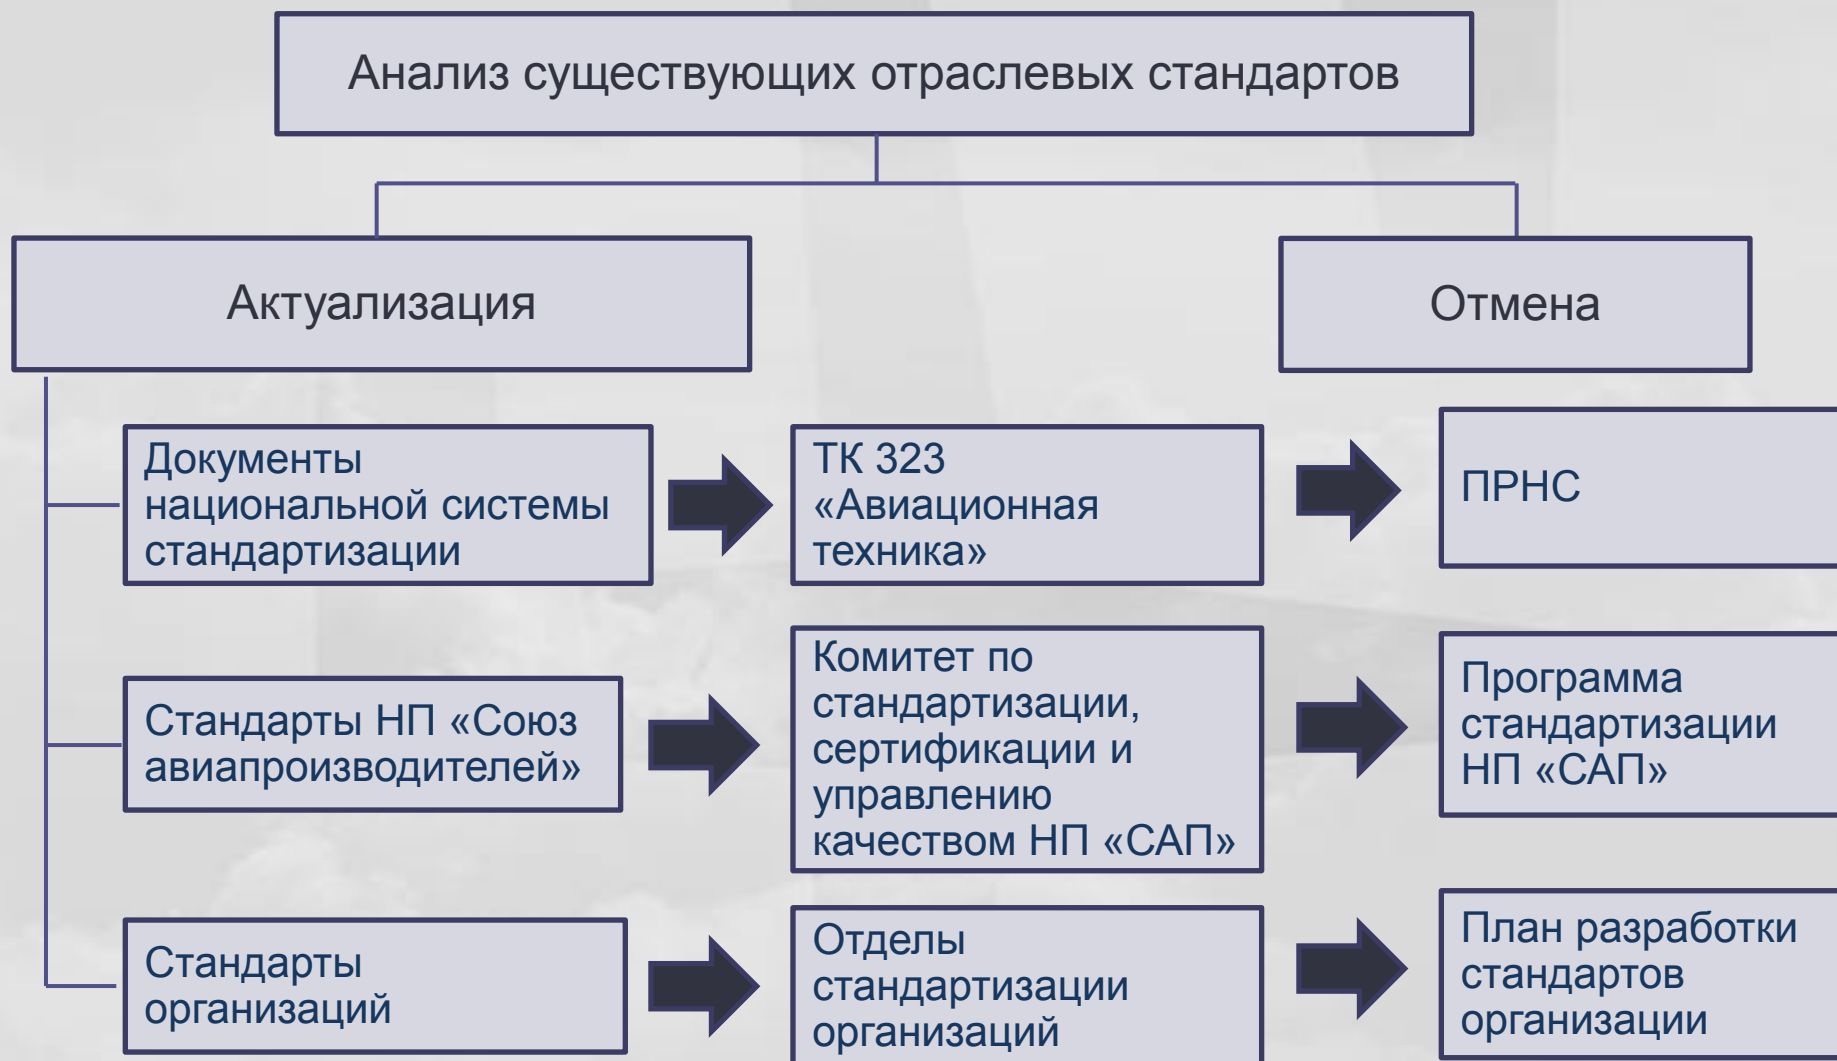 Анализ существующих отраслевых стандартов
Актуализация
Отмена
Документы
национальной системы
стандартизации
ТК 323
«Авиационная
техника»
ПРНС
Стандарты НП «Союз
авиапроизводителей»
Комитет по
стандартизации,
сертификации и
управлению
качеством НП «САП»
Программа
стандартизации
НП «САП»
Стандарты
организаций
Отделы
стандартизации
организаций
План разработки
стандартов
организации